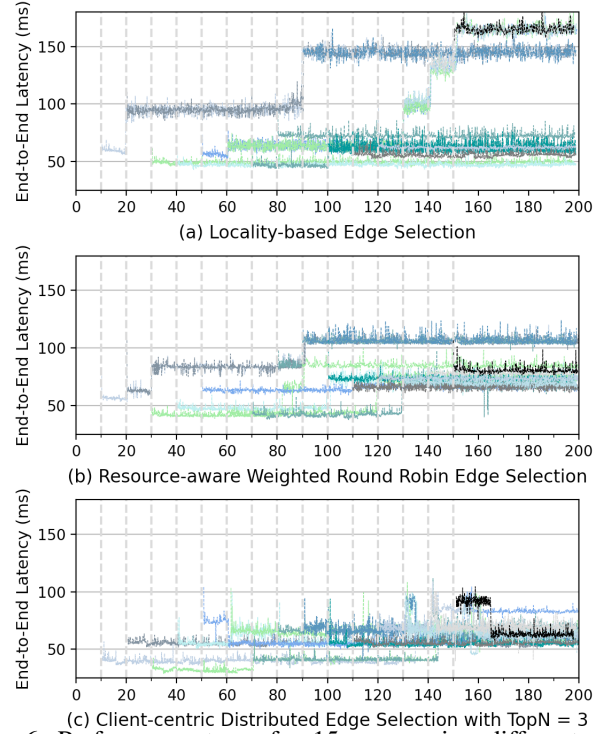 End-to-End Latency (ms)
150
100
50
0 20 40 60 80 100 120 140 160 180 200
(a) Locality-based Edge Selection
End-to-End Latency (ms)
150
100
50
0 20 40 60 80 100 120 140 160 180 200
(b) Resource-aware Weighted Round Robin Edge Selection
End-to-End Latency (ms)
150
100
50
0 20 40 60 80 100 120 140 160 180 200
(c) Client-centric Distributed Edge Selection with TopN = 3